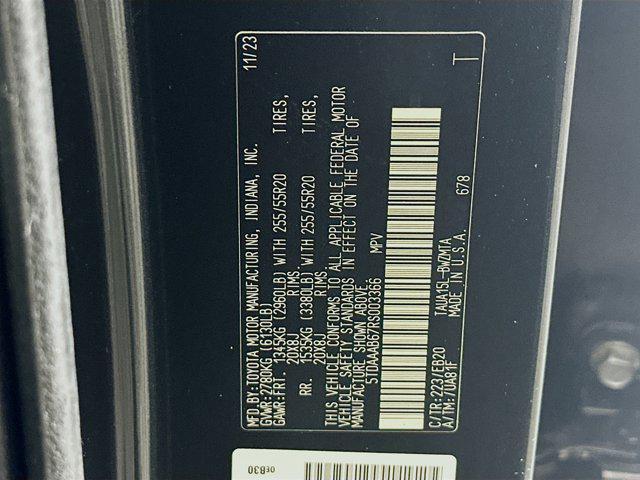 MFD. BY:TOYOTA MOTOR MANUFACTURING, INDIANA, INC. 11/23
GVWR:2780KG (6130LB)
GAWR:FRT. 1345KG (2960LB) WITH 255/55R20 TIRES,
20X8J RIMS.
RR. 1535KG (3380LB) WITH 255/55R20 TIRES,
20X8J RIMS.
THIS VEHICLE CONFORMS TO ALL APPLICABLE FEDERAL MOTOR
VEHICLE SAFETY STANDARDS IN EFFECT ON THE DATE OF
MANUFACTURE SHOWN ABOVE.
5TDAAAB67RS003366 MPV
C/TR:223/EB20 TAUA15L-BWZMTA T
A/TM: /UA81F MADE IN U.S.A. 678
0EB30